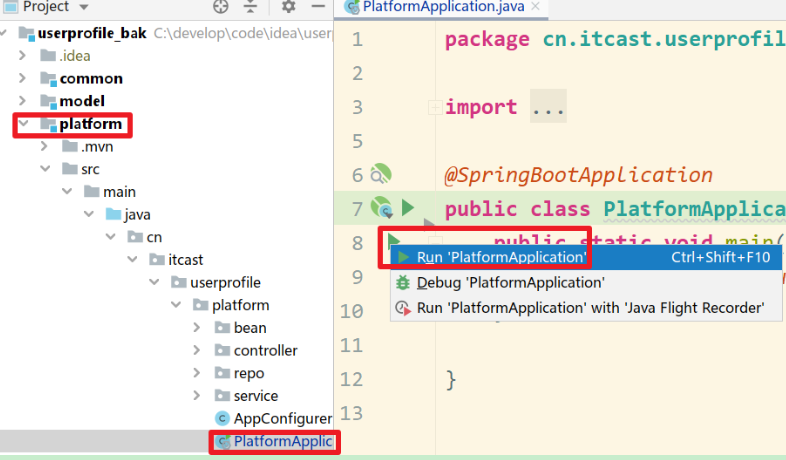 Project
userprofile_bak C:\develop\code\idea\userp
.idea
common
model
platform
.mvn
src
main
java
cn
itcast
userprofile
platform
bean
controller
repo
service
AppConfigurer
PlatformApplic
PlatformApplication.java
1 package cn.itcast.userprofil
2
3 import ...
5
6 @SpringBootApplication
7 public class PlatformApplica
8 public static void main(
Run 'PlatformApplication' Ctrl+Shift+F10
9
Debug 'PlatformApplication'
10
Run 'PlatformApplication' with 'Java Flight Recorder'
11
12 }
13